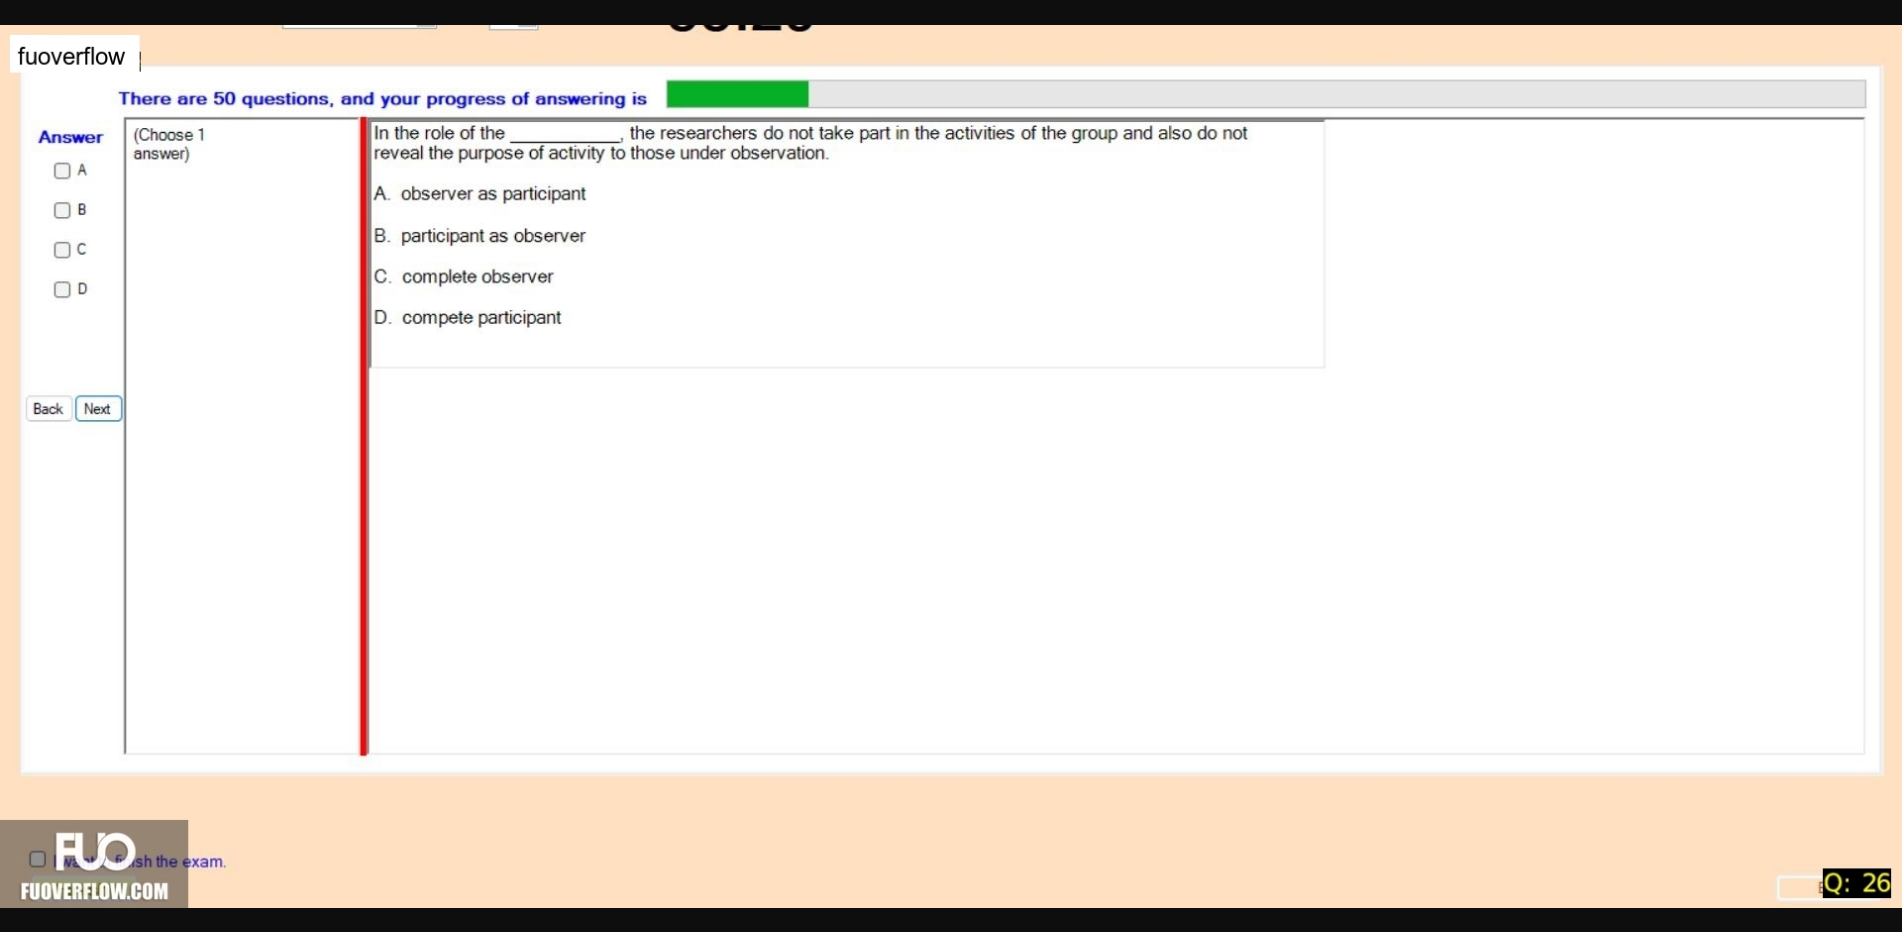 fuoverflow
There are 50 questions, and your progress of answering is
Answer
A
B
C
D
Back Next
(Choose 1
answer)
In the role of the ___________, the researchers do not take part in the activities of the group and also do not
reveal the purpose of activity to those under observation.
A. observer as participant
B. participant as observer
C. complete observer
D. compete participant
the exam.
FUO
FUOVERFLOW.COM
Q: 26